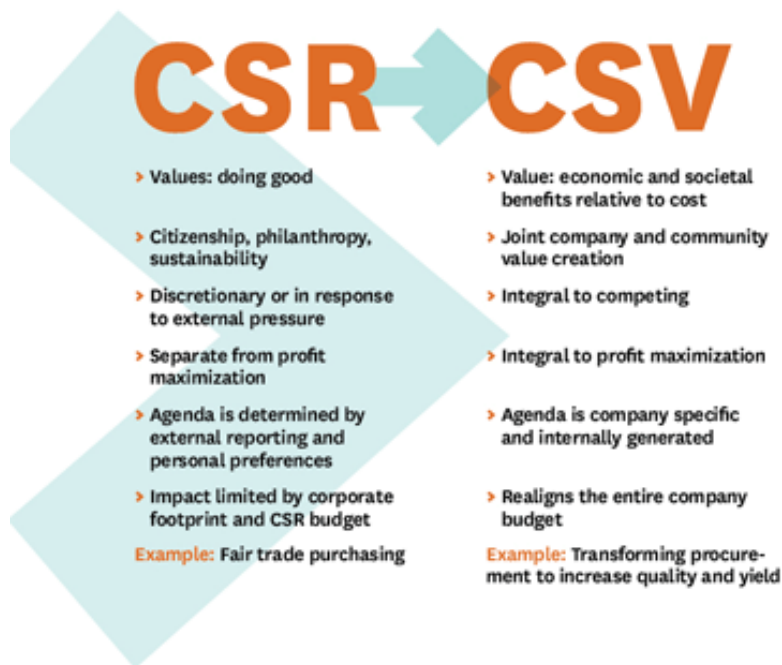 CSR CSV
> Values: doing good
> Citizenship, philanthropy,
sustainability
> Discretionary or in response
to external pressure
> Separate from profit
maximization
> Agenda is determined by
external reporting and
personal preferences
> Impact limited by corporate
footprint and CSR budget
Example: Fair trade purchasing
> Value: economic and societal
benefits relative to cost
> Joint company and community
value creation
> Integral to competing
> Integral to profit maximization
> Agenda is company specific
and internally generated
> Realigns the entire company
budget
Example: Transforming procure-
ment to increase quality and yield